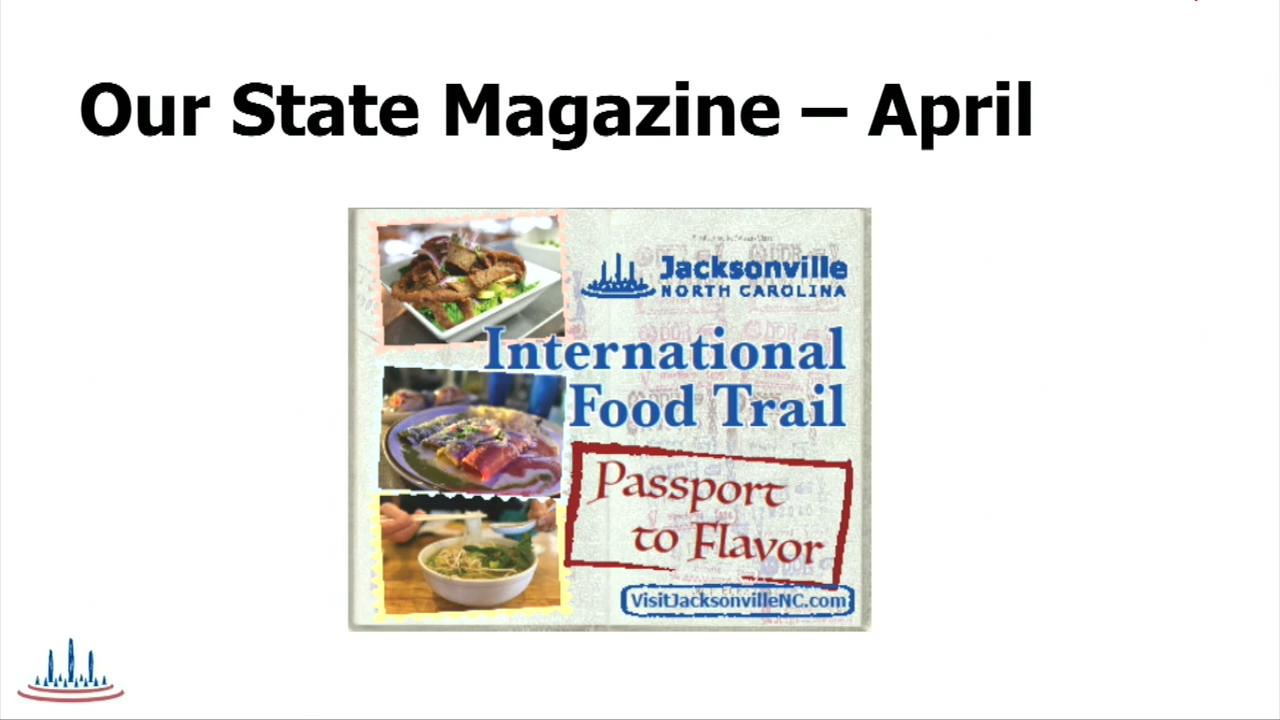 Our State Magazine – April
Jacksonville
NORTH CAROLINA
International
Food Trail
Passport
to Flavor
VisitJacksonvilleNC.com